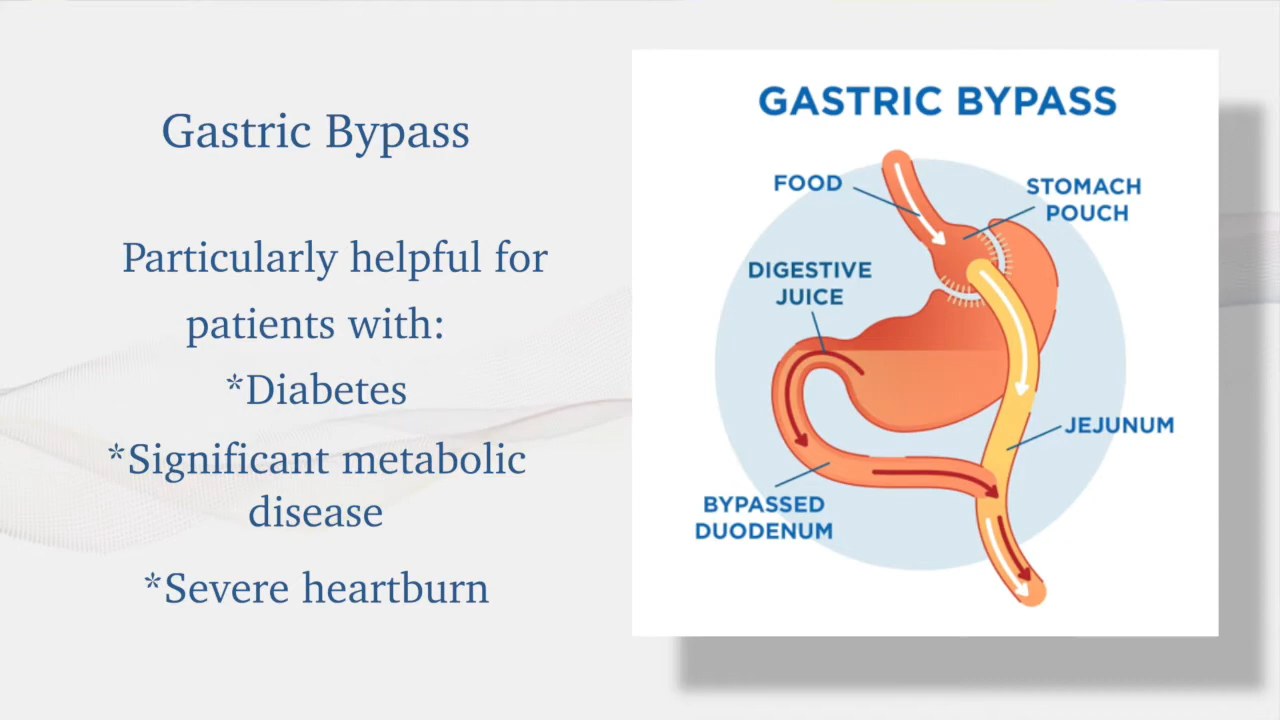 Gastric Bypass
Particularly helpful for
patients with:
*Diabetes
*Significant metabolic
disease
*Severe heartburn
GASTRIC BYPASS
FOOD
STOMACH
POUCH
DIGESTIVE
JUICE
JEJUNUM
BYPASSED
DUODENUM